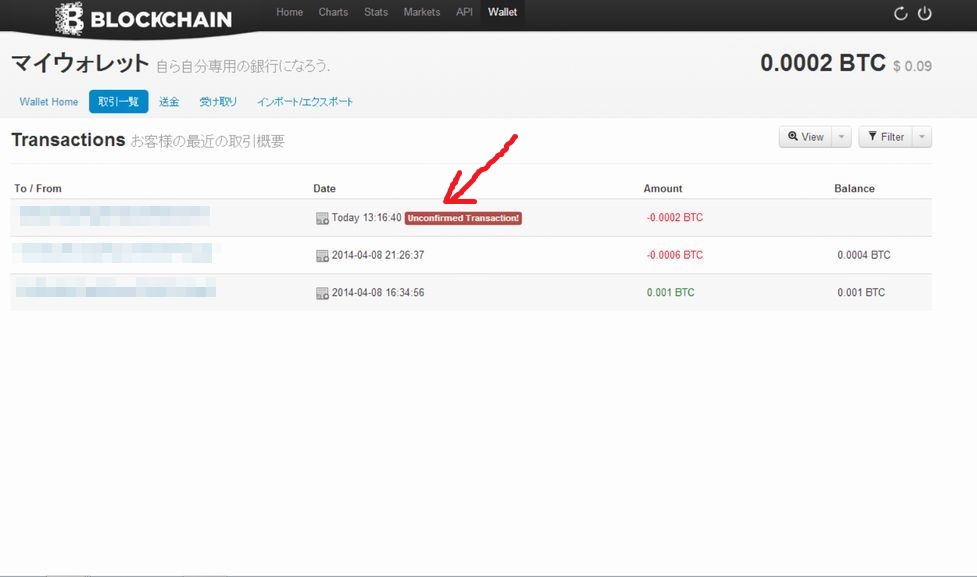 BLOCKCHAIN Home Charts Stats Markets API Wallet
マイウォレット 自ら自分専用の銀行になろう. 0.0002 BTC $ 0.09
Wallet Home 取引一覧 送金 受け取り インポート/エクスポート
Transactions お客様の最近の取引概要 View Filter
To / From Date Amount Balance
Today 13:16:40 Unconfirmed Transaction! -0.0002 BTC
2014-04-08 21:26:37 -0.0006 BTC 0.0004 BTC
2014-04-08 16:34:56 0.001 BTC 0.001 BTC